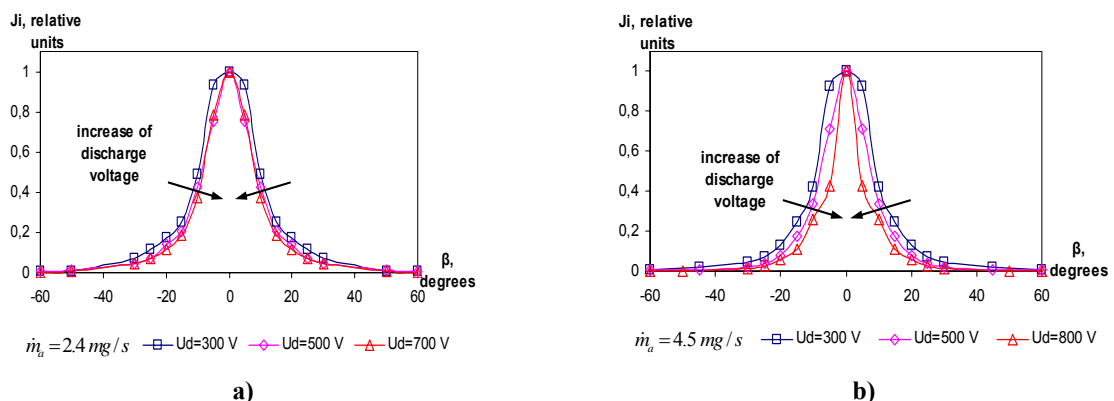 Ji, relative
units
1
0,8
0,6
0,4
0,2
0
increase of
discharge
voltage
β,
degrees
-60 -40 -20 0 20 40 60
ṁa = 2.4 mg / s Ud=300 V Ud=500 V Ud=700 V
a)
Ji, relative
units
1
0,8
0,6
0,4
0,2
0
increase of
discharge
voltage
β,
degrees
-60 -40 -20 0 20 40 60
ṁa = 4.5 mg / s Ud=300 V Ud=500 V Ud=800 V
b)